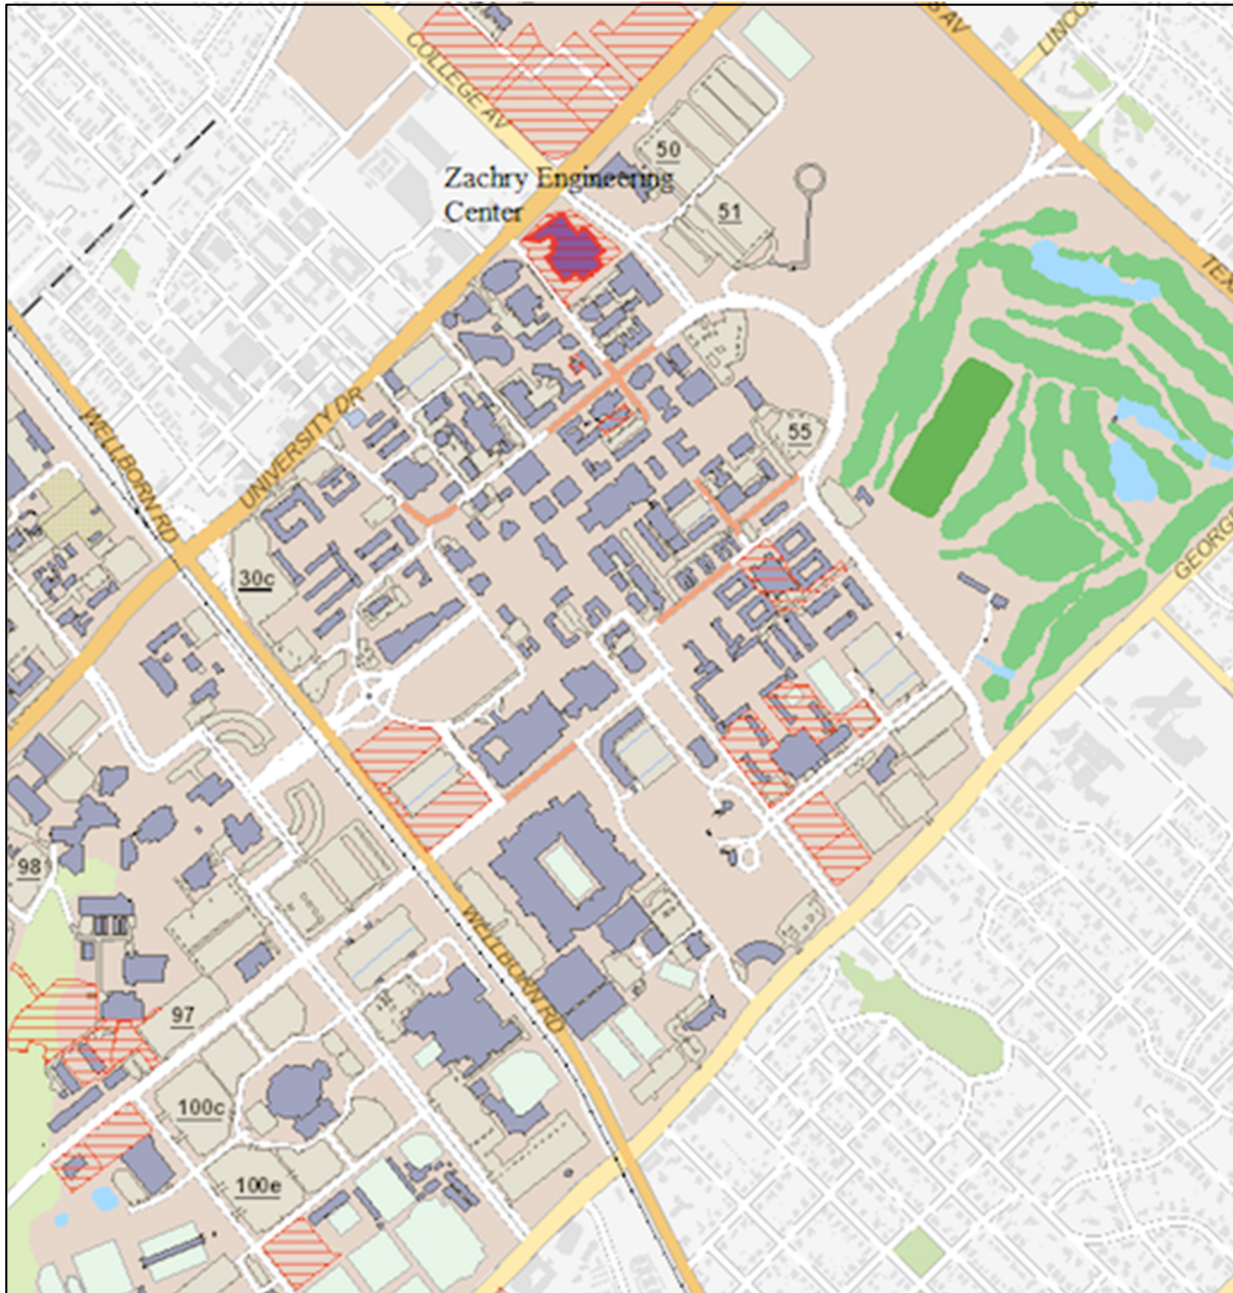 S AV
LINCO
COLLEGE AV
50
Zachry Engineering
Center
51
TEX
WELLBORN RD
UNIVERSITY DR
55
GEORG
30c
98
WELLBORN RD
97
100c
100e